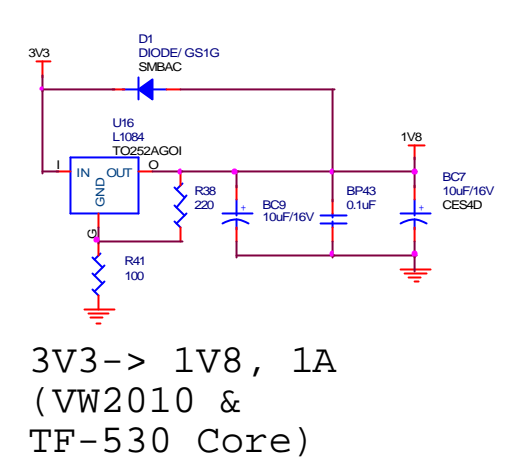 D1
DIODE/ GS1G
SMBAC
3V3
U16
L1084
TO252AGOI
I
IN
OUT
O
GND
G
R38
220
R41
100
+
BC9
10uF/16V
BP43
0.1uF
1V8
+
BC7
10uF/16V
CES4D
3V3-> 1V8, 1A
(VW2010 &
TF-530 Core)